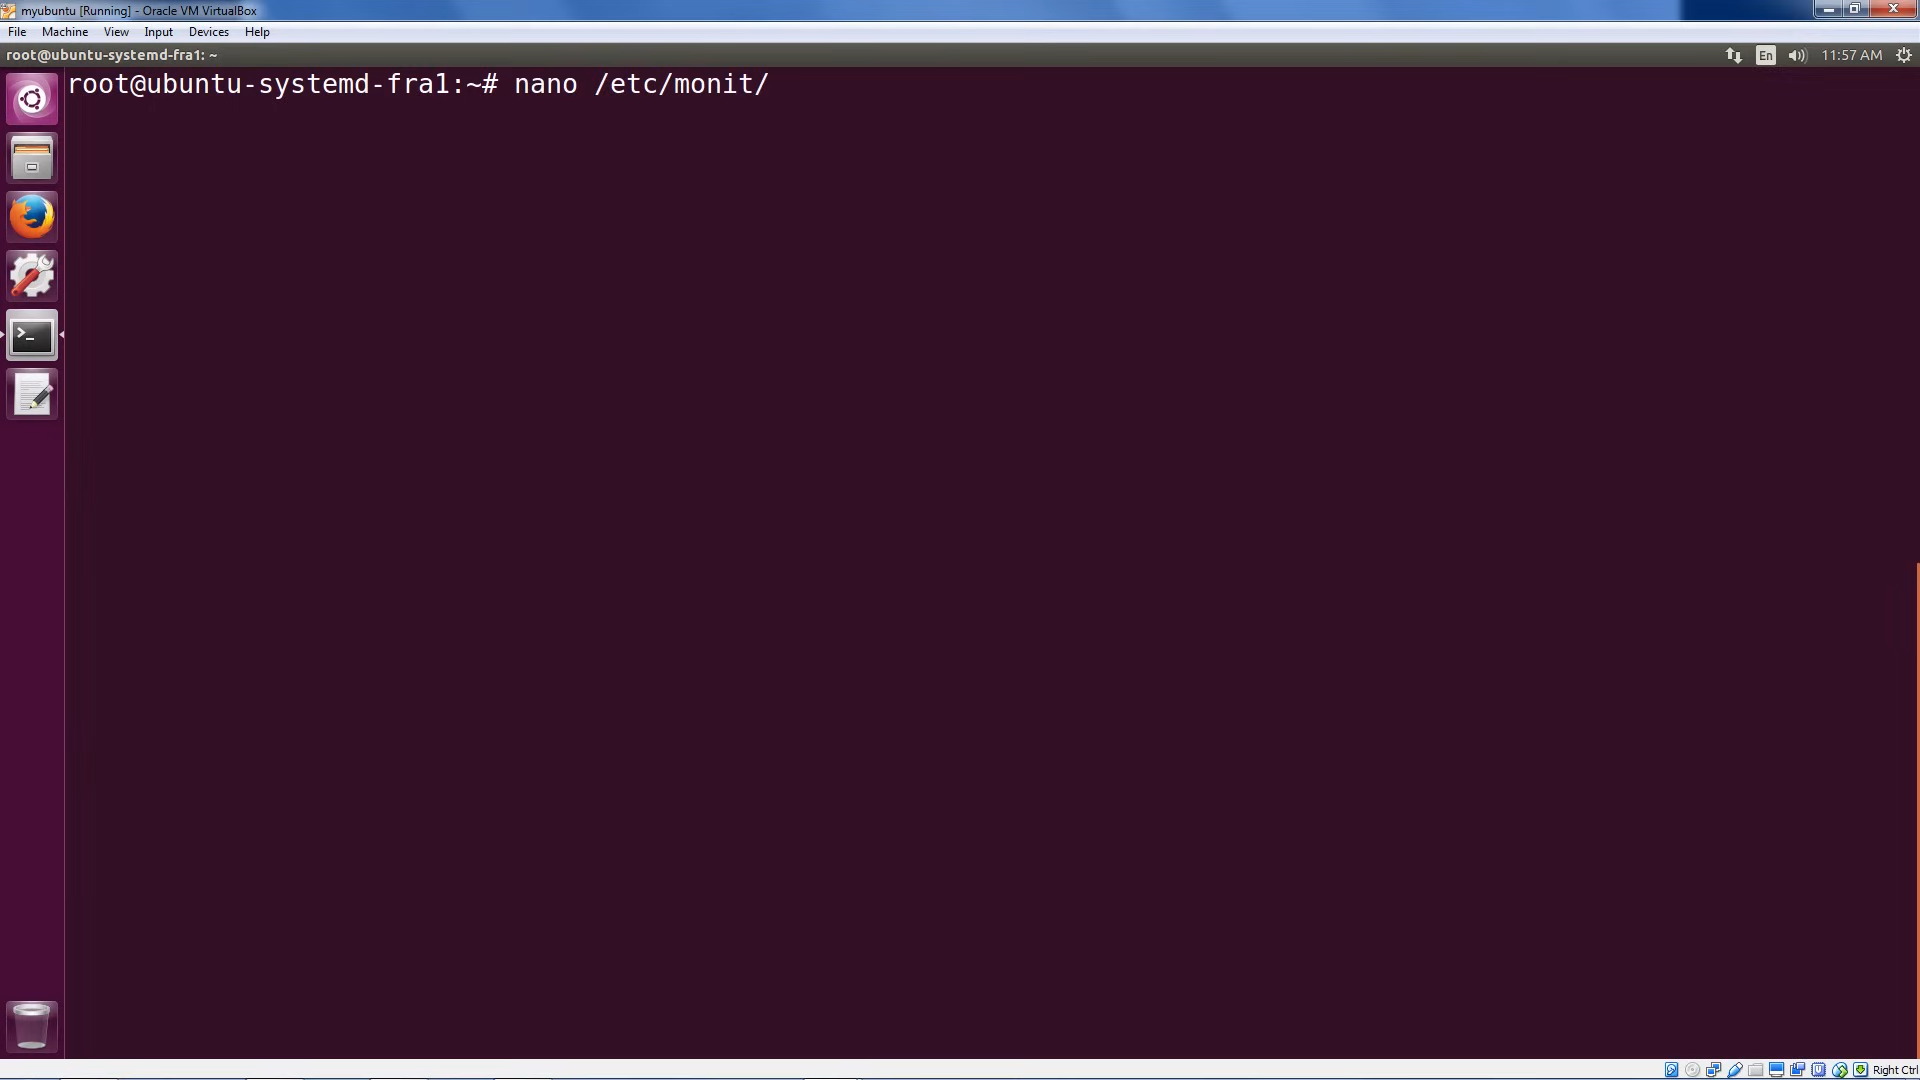 myubuntu [Running] - Oracle VM VirtualBox
File Machine View Input Devices Help
root@ubuntu-systemd-fra1: ~
En 11:57 AM
root@ubuntu-systemd-fra1:~# nano /etc/monit/
Right Ctrl